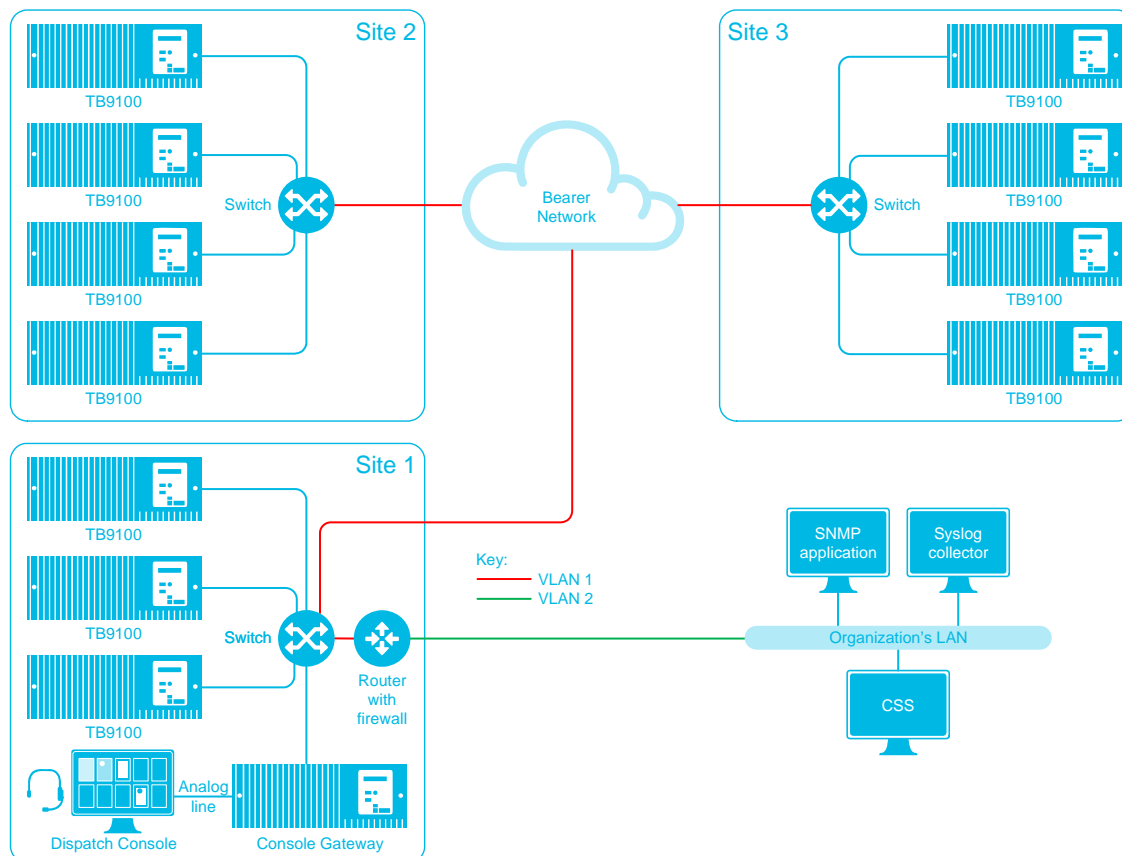 Site 2
TB9100
TB9100
Switch
TB9100
TB9100
Bearer
Network
Site 3
TB9100
TB9100
Switch
TB9100
TB9100
Site 1
TB9100
TB9100
Switch
TB9100
Router
with
firewall
Analog
line
Dispatch Console
Console Gateway
Key:
VLAN 1
VLAN 2
SNMP
application
Syslog
collector
Organization's LAN
CSS